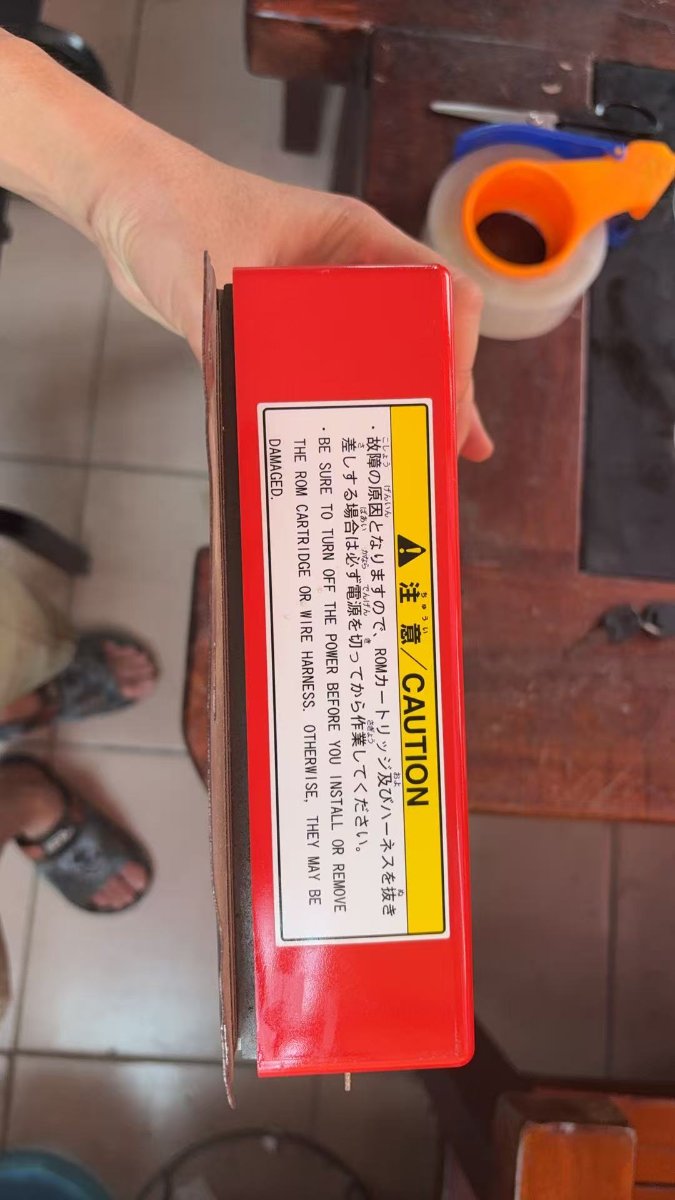 注意/CAUTION
・故障の原因となりますので、ROMカートリッジ及びハーネスを抜き
差しする場合は必ず電源を切ってから作業してください。
・BE SURE TO TURN OFF THE POWER BEFORE YOU INSTALL OR REMOVE
THE ROM CARTRIDGE OR WIRE HARNESS. OTHERWISE, THEY MAY BE
DAMAGED.